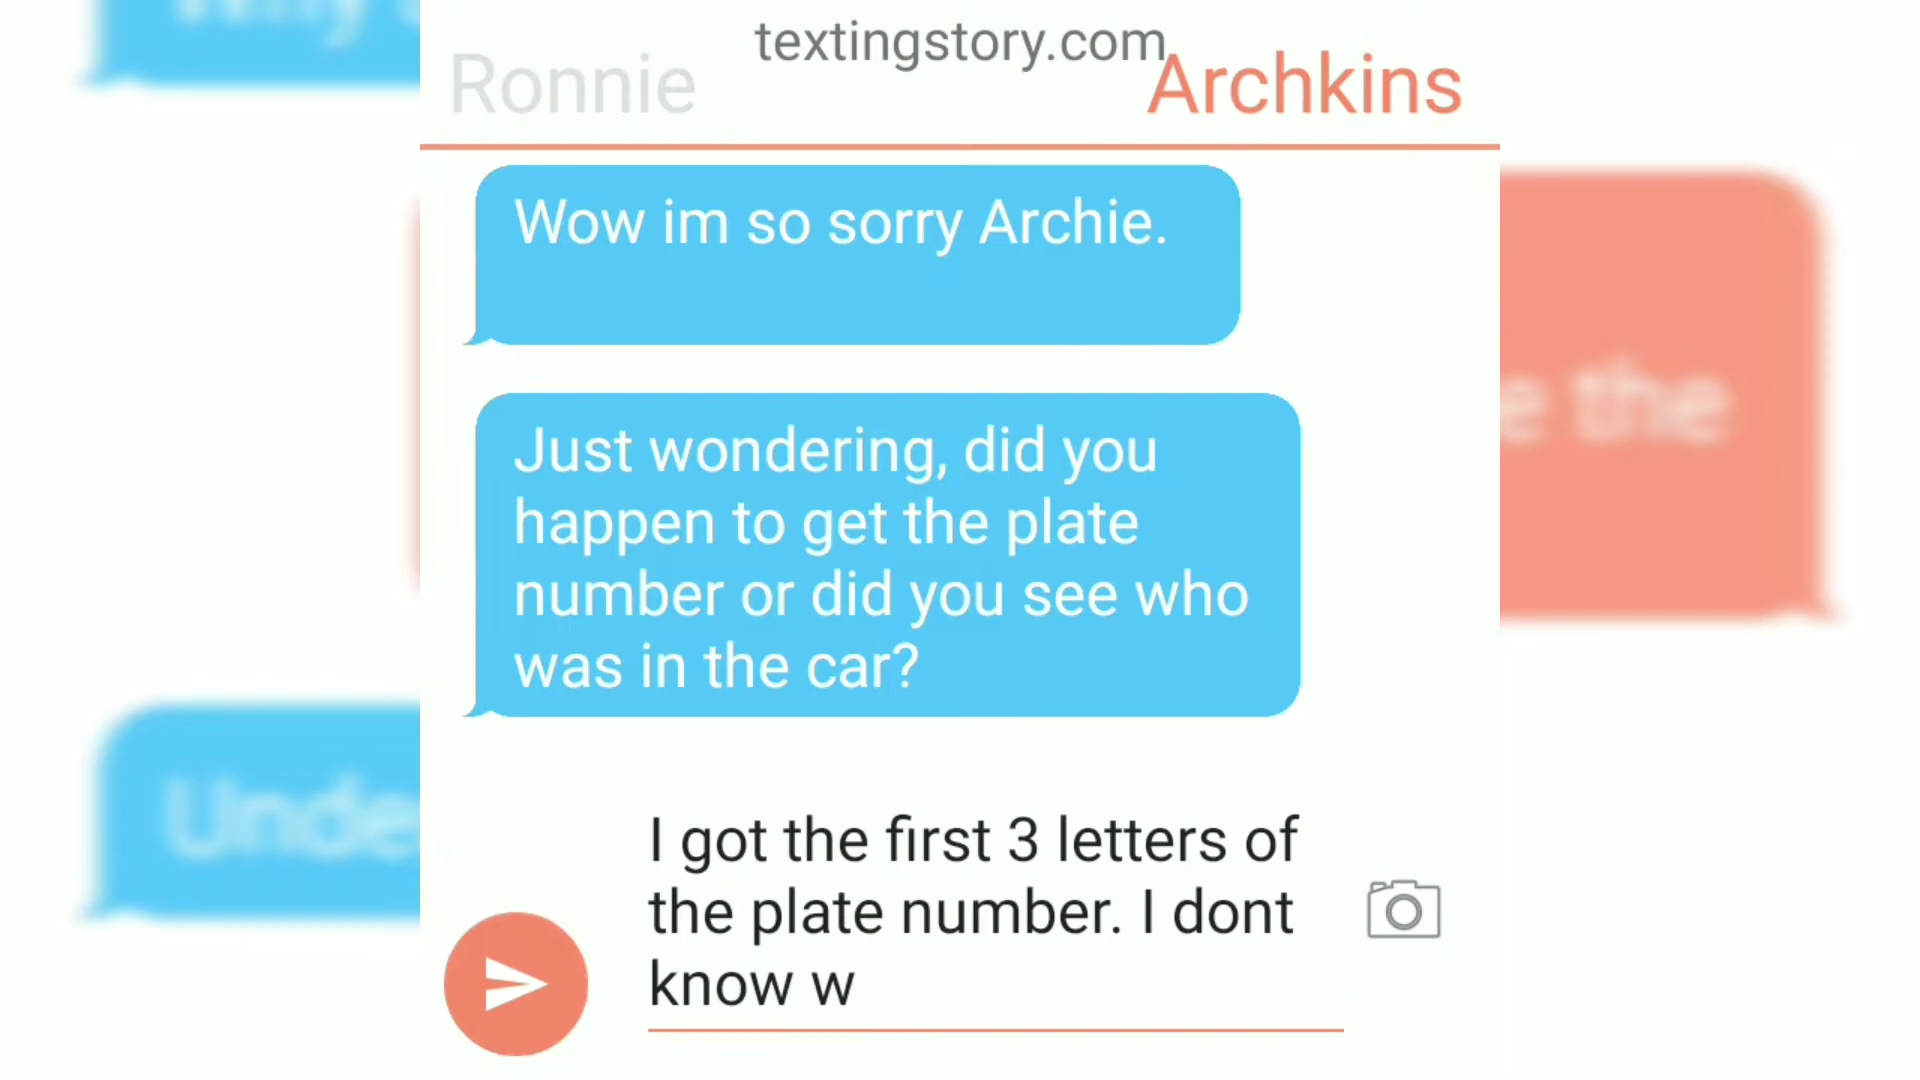 textingstory.com
Ronnie
Archkins
Wow im so sorry Archie.
Just wondering, did you
happen to get the plate
number or did you see who
was in the car?
I got the first 3 letters of
the plate number. I dont
know w
e the
Unde